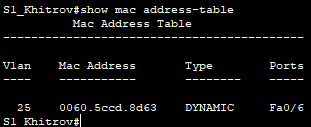 S1_Khitrov#show mac address-table
Mac Address Table
-------------------------------------------
Vlan Mac Address Type Ports
---- ----------- -------- -----
25 0060.5ccd.8d63 DYNAMIC Fa0/6
S1_Khitrov#